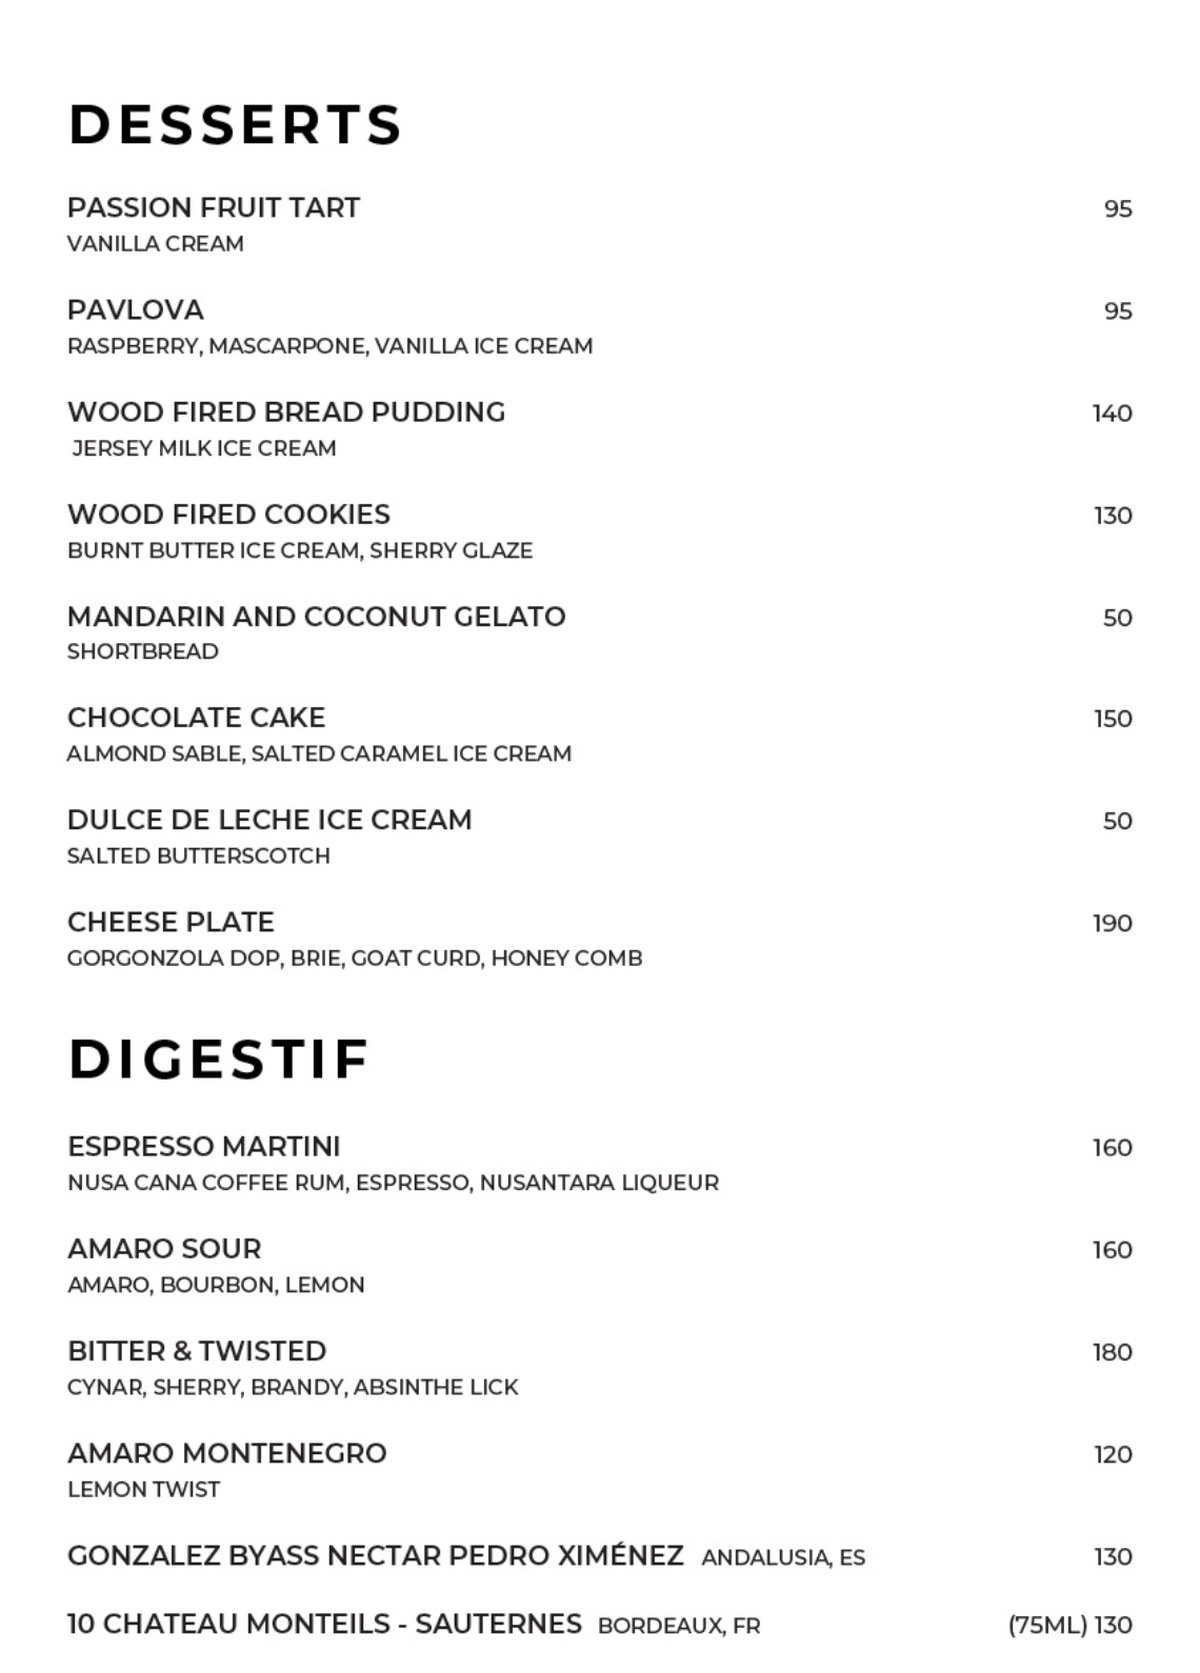 DESSERTS
PASSION FRUIT TART 95
VANILLA CREAM
PAVLOVA 95
RASPBERRY, MASCARPONE, VANILLA ICE CREAM
WOOD FIRED BREAD PUDDING 140
JERSEY MILK ICE CREAM
WOOD FIRED COOKIES 130
BURNT BUTTER ICE CREAM, SHERRY GLAZE
MANDARIN AND COCONUT GELATO 50
SHORTBREAD
CHOCOLATE CAKE 150
ALMOND SABLE, SALTED CARAMEL ICE CREAM
DULCE DE LECHE ICE CREAM 50
SALTED BUTTERSCOTCH
CHEESE PLATE 190
GORGONZOLA DOP, BRIE, GOAT CURD, HONEY COMB
DIGESTIF
ESPRESSO MARTINI 160
NUSA CANA COFFEE RUM, ESPRESSO, NUSANTARA LIQUEUR
AMARO SOUR 160
AMARO, BOURBON, LEMON
BITTER & TWISTED 180
CYNAR, SHERRY, BRANDY, ABSINTHE LICK
AMARO MONTENEGRO 120
LEMON TWIST
GONZALEZ BYASS NECTAR PEDRO XIMÉNEZ ANDALUSIA, ES 130
10 CHATEAU MONTEILS - SAUTERNES BORDEAUX, FR (75ML) 130